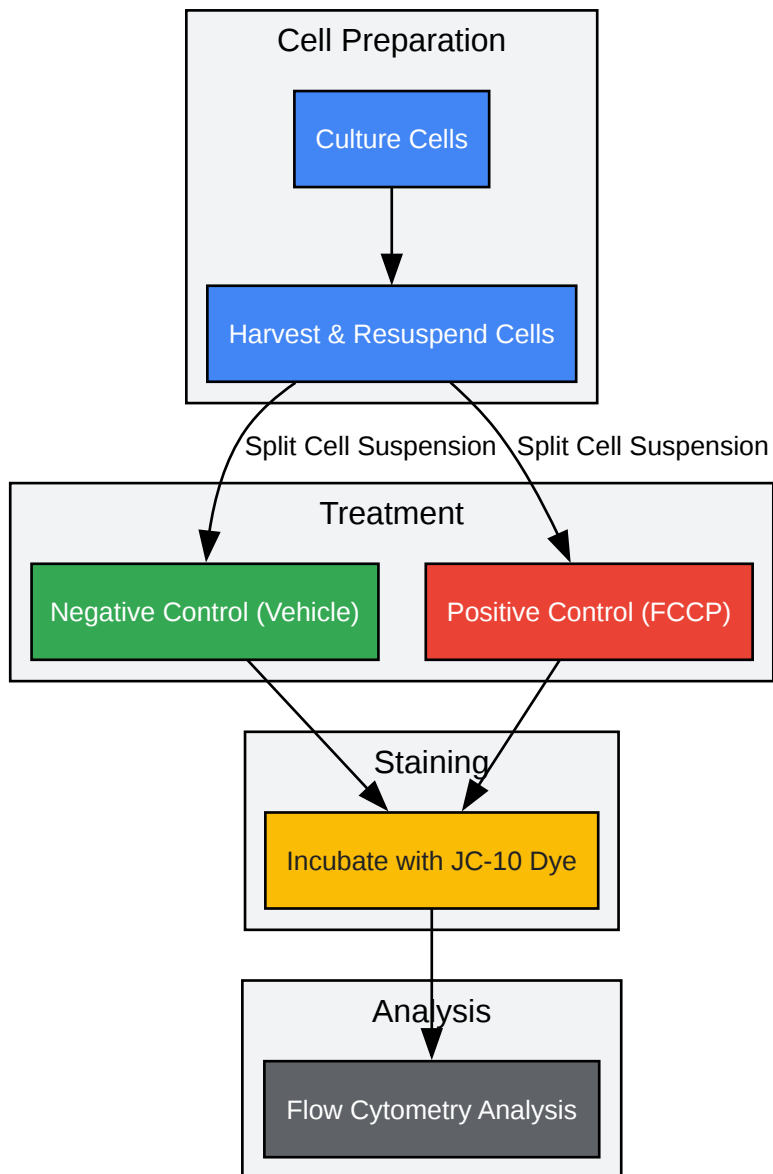 Cell Preparation
Culture Cells
Harvest & Resuspend Cells
Split Cell Suspension
Split Cell Suspension
Treatment
Negative Control (Vehicle)
Positive Control (FCCP)
Staining
Incubate with JC-10 Dye
Analysis
Flow Cytometry Analysis